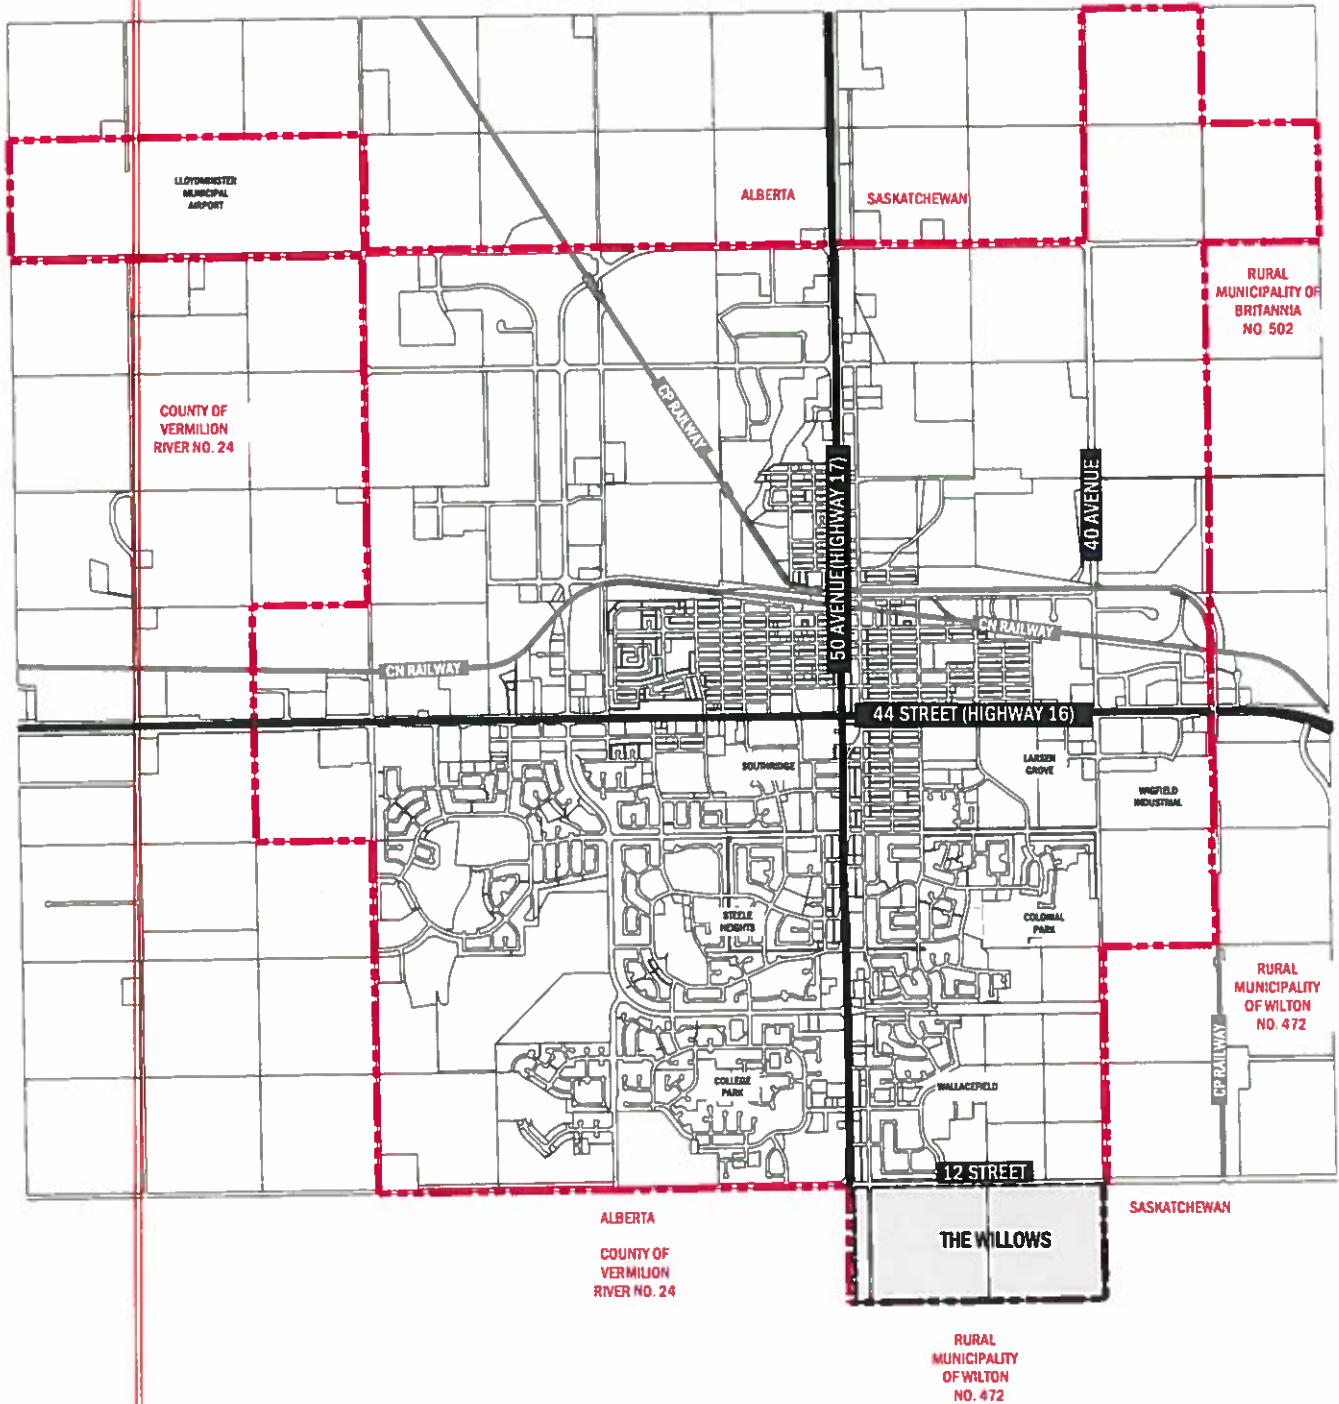 LLOYDMINSTER
MUNICIPAL
AIRPORT
ALBERTA
SASKATCHEWAN
RURAL
MUNICIPALITY OF
BRITANNIA
NO 502
COUNTY OF
VERMILION
RIVER NO. 24
CP RAILWAY
50 AVENUE(HIGHWAY 17)
40 AVENUE
CN RAILWAY
CN RAILWAY
44 STREET (HIGHWAY 16)
SOUTHRIDGE
LARSEN
GROVE
WIGFIELD
INDUSTRIAL
STEELE
HEIGHTS
COLONIAL
PARK
RURAL
MUNICIPALITY
OF WILTON
NO. 472
CP RAILWAY
COLLEGE
PARK
WALLACEFIELD
12 STREET
SASKATCHEWAN
ALBERTA
THE WILLOWS
COUNTY OF
VERMILION
RIVER NO. 24
RURAL
MUNICIPALITY
OF WILTON
NO. 472